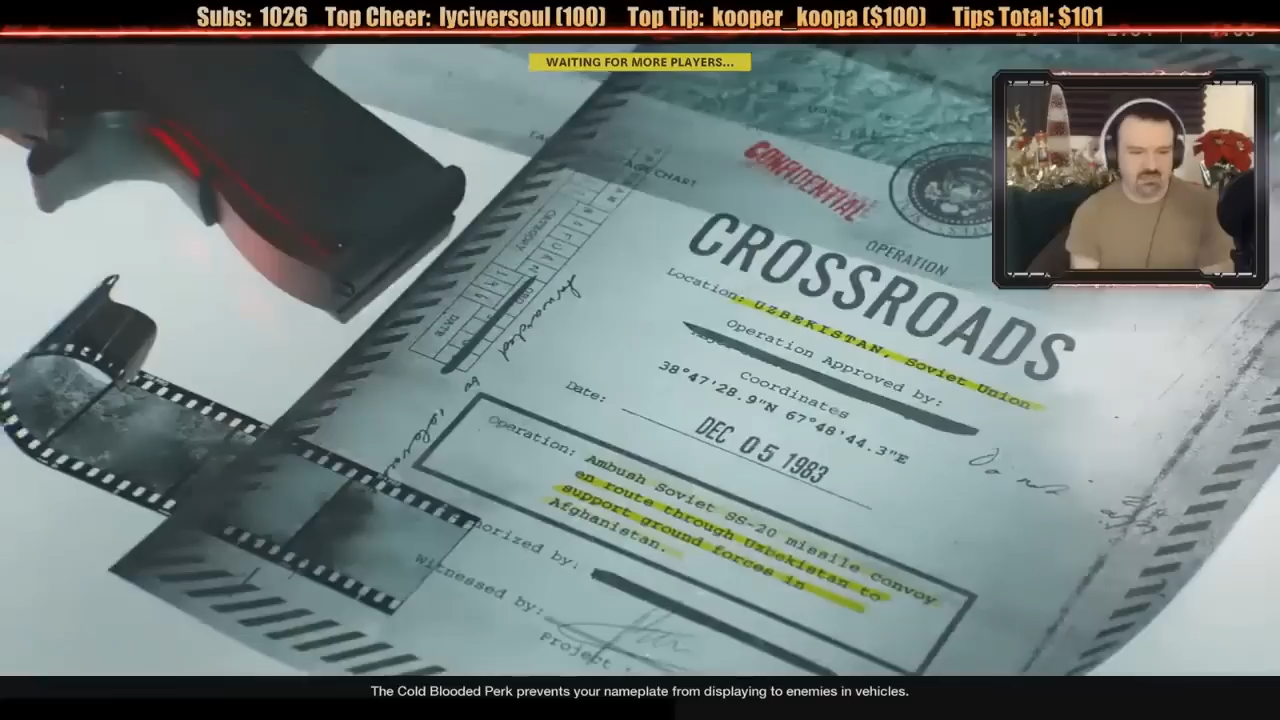 Subs: 1026 Top Cheer: lyciversoul (100) Top Tip: kooper_koopa ($100) Tips Total: $101
WAITING FOR MORE PLAYERS...
CONFIDENTIAL
OPERATION
CROSSROADS
Location: UZBEKISTAN, Soviet Union
Operation Approved by:
Coordinates
38°47'28.9"N 67°48'44.3"E
Date:
DEC 05 1983
CATEGORY
DATE
forwarded
Operation: Ambush Soviet SS-20 missile convoy
en route through Uzbekistan to
support ground forces in
Afghanistan.
witnessed by:
Project
The Cold Blooded Perk prevents your nameplate from displaying to enemies in vehicles.